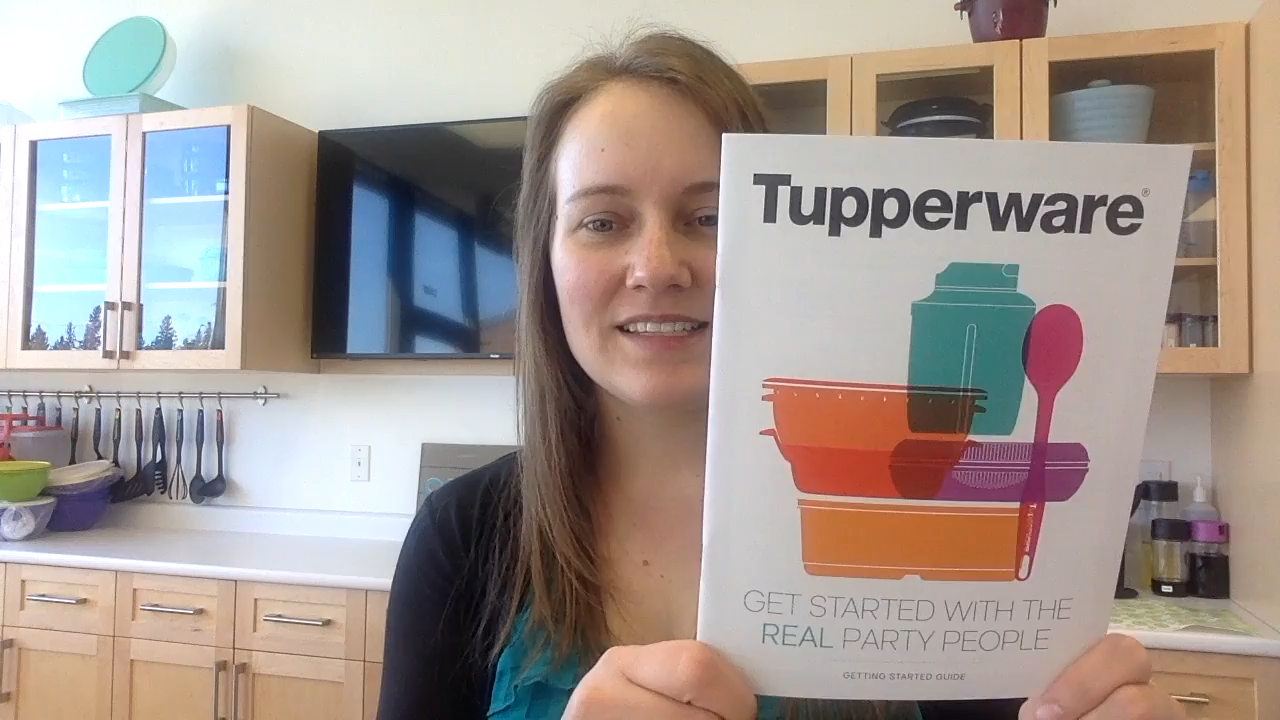 Tupperware®
GET STARTED WITH THE
REAL PARTY PEOPLE
GETTING STARTED GUIDE